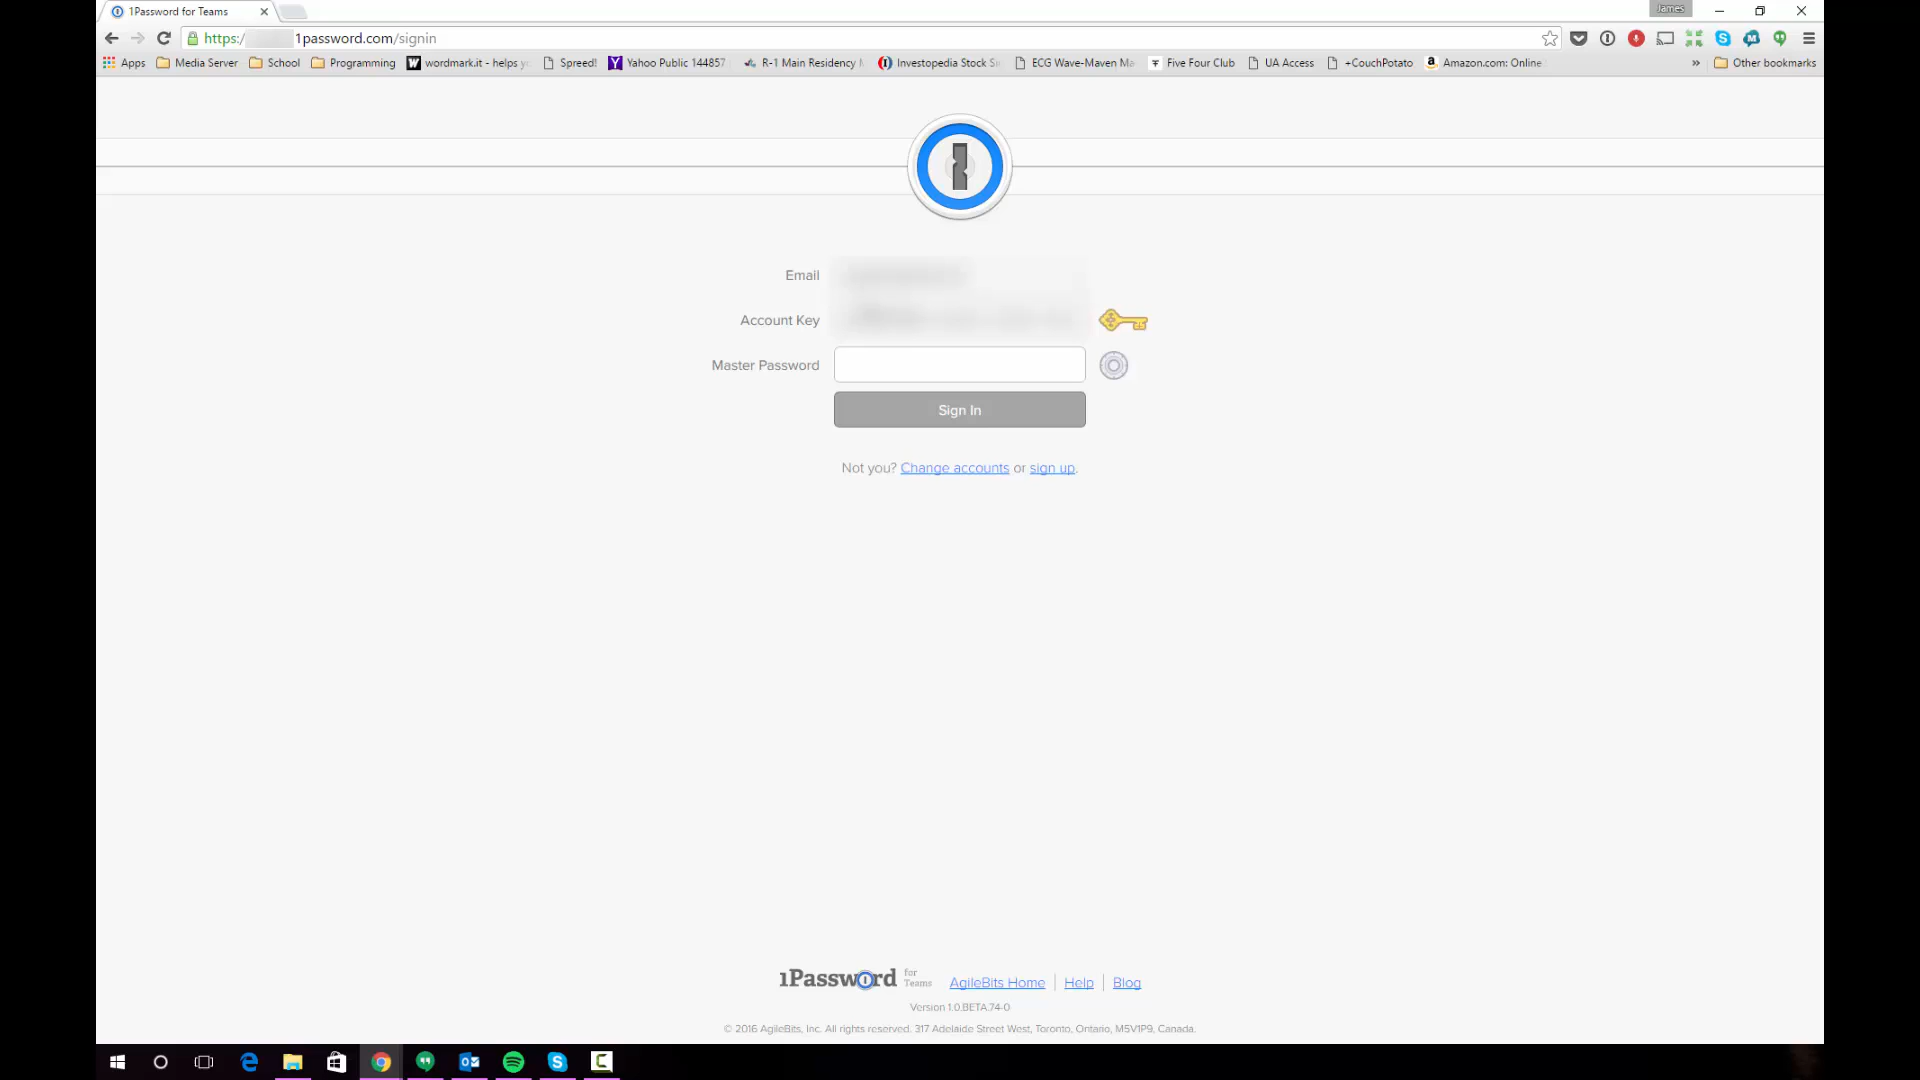 1Password for Teams
James
https:/ 1password.com/signin
Apps Media Server School Programming wordmark.it - helps Spreed! Yahoo Public 144857 R-1 Main Residency Investopedia Stock ECG Wave-Maven Five Four Club UA Access +CouchPotato Amazon.com: Online » Other bookmarks
Email
Account Key
Master Password
Sign In
Not you? Change accounts or sign up.
1Password for Teams AgileBits Home Help Blog
Version 1.0.BETA.74-0
© 2016 AgileBits, Inc. All rights reserved. 317 Adelaide Street West, Toronto, Ontario, M5V1P9, Canada.